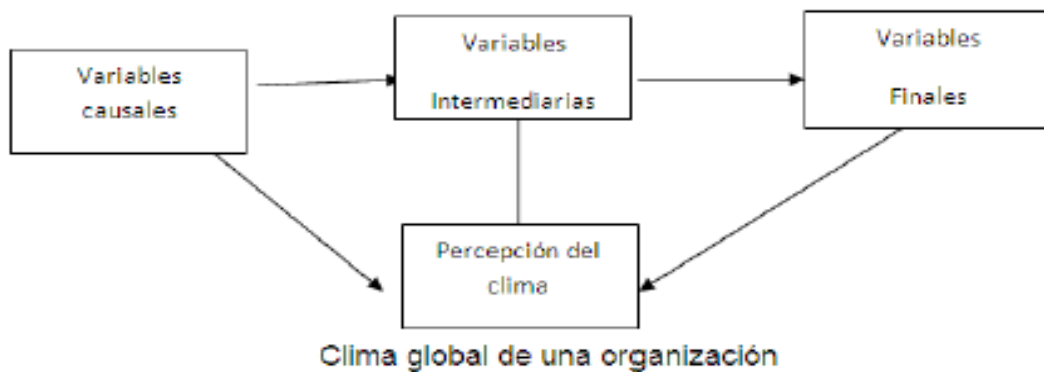 Variables
causales
Variables
Intermediarias
Variables
Finales
Percepción del
clima
Clima global de una organización